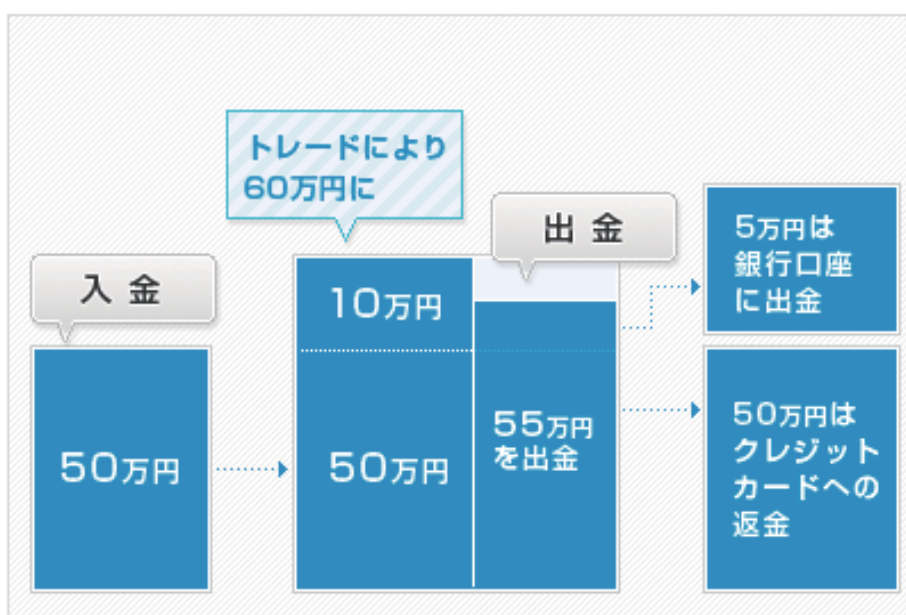 トレードにより
60万円に
入金
出金
10万円
50万円
50万円
55万円
を出金
5万円は
銀行口座
に出金
50万円は
クレジット
カードへの
返金